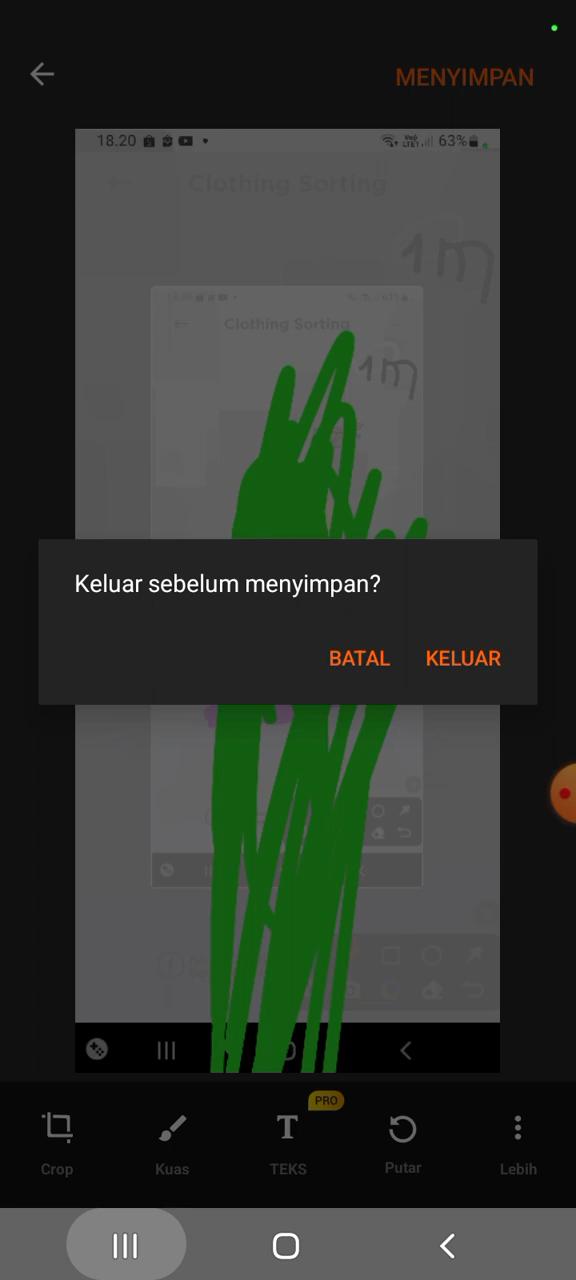 MENYIMPAN
18.20 63%
Clothing Sorting
1m
Clothing Sorting
1m
Keluar sebelum menyimpan?
BATAL KELUAR
PRO
Crop Kuas TEKS Putar Lebih